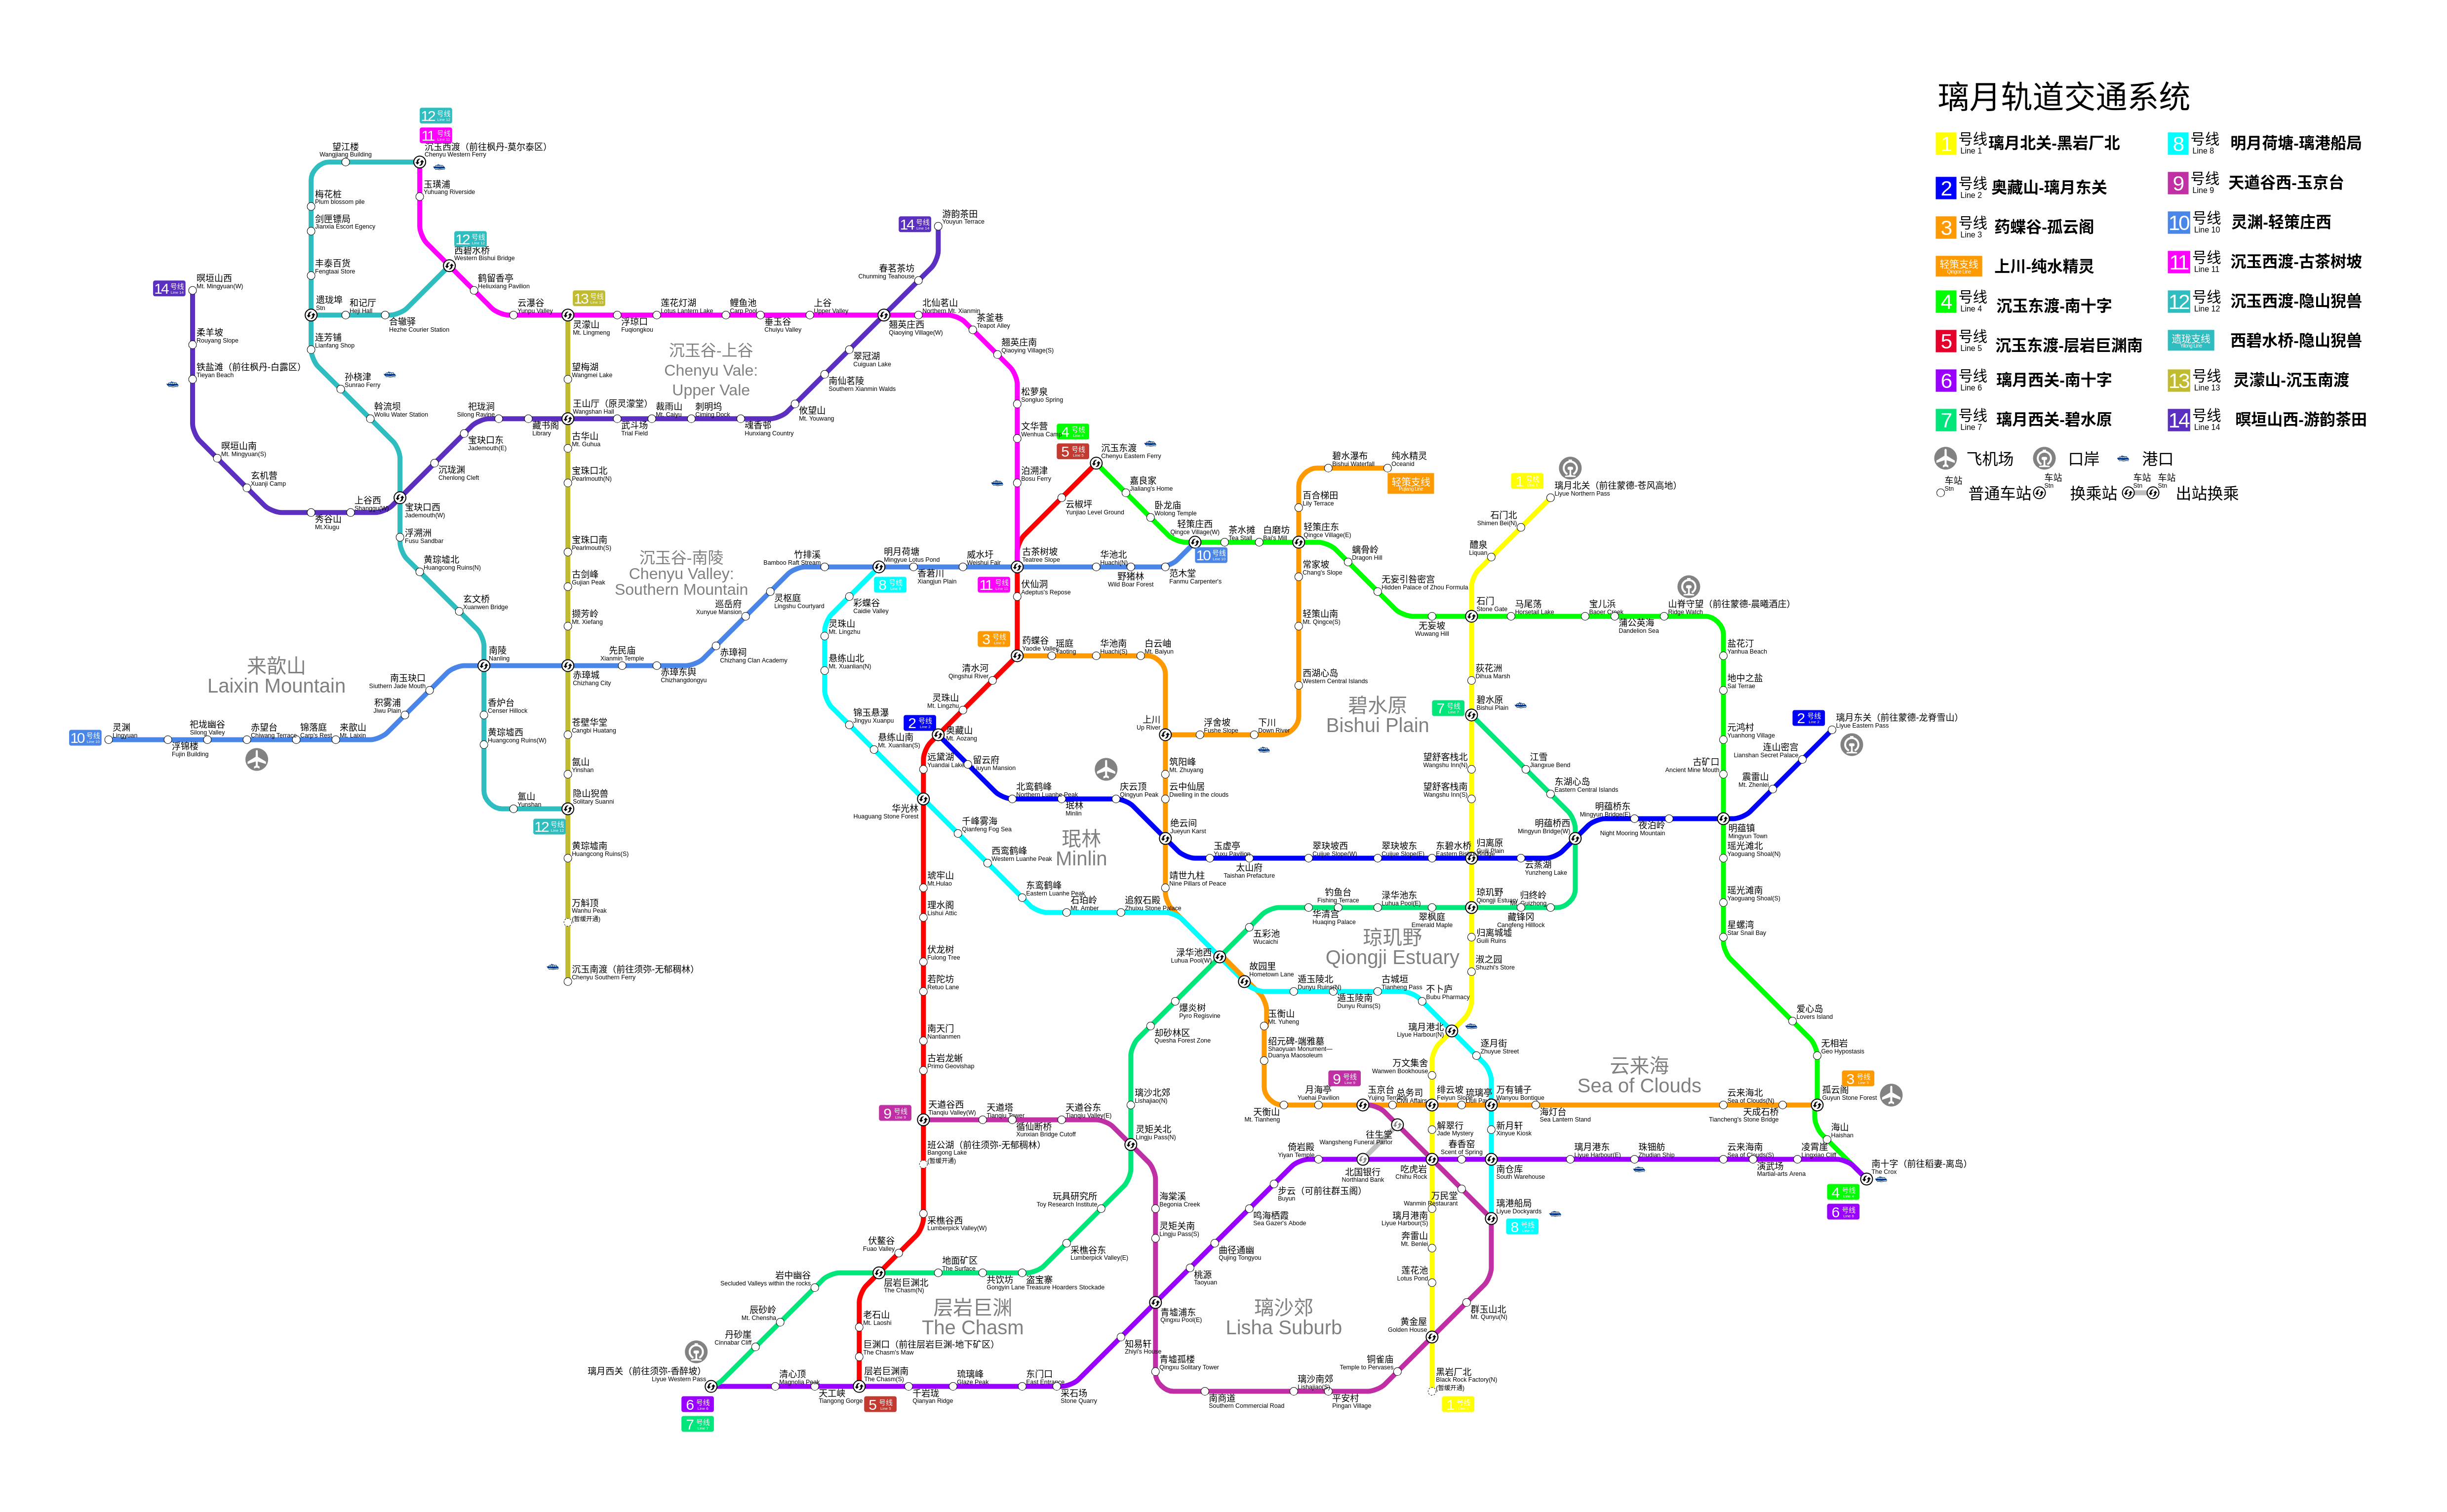 璃月轨道交通系统
1 号线 Line 1 璃月北关-黑岩厂北
2 号线 Line 2 奥藏山-璃月东关
3 号线 Line 3 药蝶谷-孤云阁
轻策支线 Qingce Line 上川-纯水精灵
4 号线 Line 4 沉玉东渡-南十字
5 号线 Line 5 沉玉东渡-层岩巨渊南
6 号线 Line 6 璃月西关-南十字
7 号线 Line 7 璃月西关-碧水原
8 号线 Line 8 明月荷塘-璃港船局
9 号线 Line 9 天遒谷西-玉京台
10 号线 Line 10 灵渊-轻策庄西
11 号线 Line 11 沉玉西渡-古茶树坡
12 号线 Line 12 沉玉西渡-隐山猊兽
遗珑支线 Yilong Line 西碧水桥-隐山猊兽
13 号线 Line 13 灵濛山-沉玉南渡
14 号线 Line 14 暝垣山西-游韵茶田
飞机场
口岸
港口
车站 Stn 普通车站
换乘站
车站 Stn
车站 Stn
出站换乘
来歆山
Laixin Mountain
沉玉谷-上谷
Chenyu Vale:
Upper Vale
沉玉谷-南陵
Chenyu Valley:
Southern Mountain
碧水原
Bishui Plain
珉林
Minlin
琼玑野
Qiongji Estuary
云来海
Sea of Clouds
层岩巨渊
The Chasm
璃沙郊
Lisha Suburb
沉玉西渡（前往枫丹-莫尔泰区）
Chenyu Western Ferry
望江楼
Wangjiang Building
梅花桩
Plum blossom pile
剑匣镖局
Jianxia Escort Egency
丰泰百货
Fengtaai Store
遗珑埠
Stn
和记厅
Heji Hall
合辙驿
Hezhe Courier Station
连芳铺
Lianfang Shop
孙桡津
Sunrao Ferry
斡流坝
Woliu Water Station
玉璜浦
Yuhuang Riverside
西碧水桥
Western Bishui Bridge
鹤留香亭
Heliuxiang Pavilion
云瀑谷
Yunpu Valley
灵濛山
Mt. Lingmeng
浮琼口
Fuqiongkou
莲花灯湖
Lotus Lantern Lake
鲤鱼池
Carp Pool
垂玉谷
Chuiyu Valley
上谷
Upper Valley
翘英庄西
Qiaoying Village(W)
北仙茗山
Northern Mt. Xianmin
茶釜巷
Teapot Alley
翘英庄南
Qiaoying Village(S)
松萝泉
Songluo Spring
文华营
Wenhua Camp
泊溯津
Bosu Ferry
游韵茶田
Youyun Terrace
春茗茶坊
Chunming Teahouse
翠冠湖
Cuiguan Lake
南仙茗陵
Southern Xianmin Walds
攸望山
Mt. Youwang
魂香邨
Hunxiang Country
刺明坞
Ciming Dock
裁雨山
Mt. Caiyu
武斗场
Trial Field
王山厅（原灵濛堂）
Wangshan Hall
藏书阁
Library
祀珑涧
Silong Ravine
宝玦口东
Jademouth(E)
沉珑渊
Chenlong Cleft
宝玦口西
Jademouth(W)
上谷西
Shanggu(W)
秀谷山
Mt.Xiugu
玄机营
Xuanji Camp
暝垣山南
Mt. Mingyuan(S)
铁盐滩（前往枫丹-白露区）
Tieyan Beach
柔羊坡
Rouyang Slope
暝垣山西
Mt. Mingyuan(W)
望梅湖
Wangmei Lake
古华山
Mt. Guhua
宝珠口北
Pearlmouth(N)
宝珠口南
Pearlmouth(S)
古剑峰
Gujian Peak
撷芳岭
Mt. Xiefang
赤璋城
Chizhang City
苍壁华堂
Cangbi Huatang
氤山
Yinshan
隐山猊兽
Solitary Suanni
黄琮墟南
Huangcong Ruins(S)
万斛顶
Wanhu Peak
(暂缓开通)
沉玉南渡（前往须弥-无郁稠林）
Chenyu Southern Ferry
浮溯洲
Fusu Sandbar
黄琮墟北
Huangcong Ruins(N)
玄文桥
Xuanwen Bridge
南陵
Nanling
香炉台
Censer Hillock
黄琮墟西
Huangcong Ruins(W)
氲山
Yunshan
灵渊
Lingyuan
浮锦楼
Fujin Building
祀珑幽谷
Silong Valley
赤望台
Chiwang Terrace
锦落庭
Carp's Rest
来歆山
Mt. Laixin
积雾浦
Jiwu Plain
南玉玦口
Siuthern Jade Mouth
先民庙
Xianmin Temple
赤璋东舆
Chizhangdongyu
赤璋祠
Chizhang Clan Academy
巡岳府
Xunyue Mansion
灵枢庭
Lingshu Courtyard
竹排溪
Bamboo Raft Stream
明月荷塘
Mingyue Lotus Pond
香箬川
Xiangjun Plain
威水圩
Weishui Fair
古茶树坡
Teatree Slope
华池北
Huachi(N)
野猪林
Wild Boar Forest
范木堂
Fanmu Carpenter's
轻策庄西
Qingce Village(W)
沉玉东渡
Chenyu Eastern Ferry
云椒坪
Yunjiao Level Ground
嘉良家
Jialiang's Home
卧龙庙
Wolong Temple
茶水摊
Tea Stall
白磨坊
Bai's Mill
轻策庄东
Qingce Village(E)
螭骨岭
Dragon Hill
无妄引咎密宫
Hidden Palace of Zhou Formula
无妄坡
Wuwang Hill
石门
Stone Gate
马尾荡
Horsetail Lake
宝儿浜
Baoer Creek
蒲公英海
Dandelion Sea
山脊守望（前往蒙德-晨曦酒庄）
Ridge Watch
盐花汀
Yanhua Beach
地中之盐
Sal Terrae
元鸿村
Yuanhong Village
古矿口
Ancient Mine Mouth
明蕴镇
Mingyun Town
瑶光滩北
Yaoguang Shoal(N)
瑶光滩南
Yaoguang Shoal(S)
星螺湾
Star Snail Bay
爱心岛
Lovers Island
无相岩
Geo Hypostasis
孤云阁
Guyun Stone Forest
海山
Haishan
南十字（前往稻妻-离岛）
The Crox
碧水瀑布
Bishui Waterfall
纯水精灵
Oceanid
百合梯田
Lily Terrace
常家坡
Chang's Slope
轻策山南
Mt. Qingce(S)
西湖心岛
Western Central Islands
下川
Down River
浮舍坡
Fushe Slope
上川
Up River
璃月北关（前往蒙德-苍风高地）
Liyue Northern Pass
石门北
Shimen Bei(N)
醴泉
Liquan
荻花洲
Dihua Marsh
碧水原
Bishui Plain
望舒客栈北
Wangshu Inn(N)
望舒客栈南
Wangshu Inn(S)
归离原
Guili Plain
琼玑野
Qiongji Estuary
归离城墟
Guili Ruins
淑之园
Shuzhi's Store
璃月港北
Liyue Harbour(N)
万文集舍
Wanwen Bookhouse
绯云坡
Feiyun Slope
解翠行
Jade Mystery
吃虎岩
Chihu Rock
璃月港南
Liyue Harbour(S)
奔雷山
Mt. Benlei
莲花池
Lotus Pond
黄金屋
Golden House
黑岩厂北
Black Rock Factory(N)
(暂缓开通)
江雪
Jiangxue Bend
东湖心岛
Eastern Central Islands
明蕴桥西
Mingyun Bridge(W)
明蕴桥东
Mingyun Bridge(E)
夜泊岭
Night Mooring Mountain
震雷山
Mt. Zhenlei
连山密宫
Lianshan Secret Palace
璃月东关（前往蒙德-龙脊雪山）
Liyue Eastern Pass
云蒸湖
Yunzheng Lake
东碧水桥
翠玦坡东
Cuijue Slope(E)
翠玦坡西
Cuijue Slope(W)
太山府
Taishan Prefacture
玉虚亭
Yuxu Pavilion
绝云间
Jueyun Karst
庆云顶
Qingyun Peak
珉林
Minlin
北鸾鹤峰
Northern Luanhe Peak
留云府
Liuyun Mansion
奥藏山
Mt. Aozang
伏仙洞
Adeptus's Repose
药蝶谷
Yaodie Valley
瑶庭
Yaoting
华池南
Huachi(S)
白云岫
Mt. Baiyun
清水河
Qingshui River
灵珠山
Mt. Lingzhu
远黛湖
Yuandai Lake
华光林
Huaguang Stone Forest
琥牢山
Mt.Hulao
理水阁
Lishui Attic
伏龙树
Fulong Tree
若陀坊
Retuo Lane
南天门
Nantianmen
古岩龙蜥
Primo Geovishap
天遒谷西
Tianqiu Valley(W)
班公湖（前往须弥-无郁稠林）
Bangong Lake
(暂缓开通)
采樵谷西
Lumberpick Valley(W)
伏鳌谷
Fuao Valley
层岩巨渊北
The Chasm(N)
老石山
Mt. Laoshi
巨渊口（前往层岩巨渊-地下矿区）
The Chasm's Maw
层岩巨渊南
The Chasm(S)
彩蝶谷
Caidie Valley
灵珠山
Mt. Lingzhu
悬练山北
Mt. Xuanlian(N)
锦玉悬瀑
Jingyu Xuanpu
悬练山南
Mt. Xuanlian(S)
千峰雾海
Qianfeng Fog Sea
西鸾鹤峰
Western Luanhe Peak
东鸾鹤峰
Eastern Luanhe Peak
石珀岭
Mt. Amber
追叙石殿
Zhuixu Stone Palace
渌华池西
Luhua Pool(W)
故园里
Hometown Lane
遁玉陵北
Dunyu Ruins(N)
遁玉陵南
Dunyu Ruins(S)
古城垣
Tianheng Pass
不卜庐
Bubu Pharmacy
逐月街
Zhuyue Street
万有铺子
Wanyou Bontique
新月轩
Xinyue Kiosk
南仓库
South Warehouse
璃港船局
Liyue Dockyards
筑阳峰
Mt. Zhuyang
云中仙居
Dwelling in the clouds
靖世九柱
Nine Pillars of Peace
玉衡山
Mt. Yuheng
绍元碑-端雅墓
Shaoyuan Monument—
Duanya Maosoleum
天衡山
Mt. Tianheng
月海亭
Yuehai Pavilion
玉京台
Yujing Terrace
总务司
琉璃亭
海灯台
Sea Lantern Stand
云来海北
Sea of Clouds(N)
天成石桥
Tiancheng's Stone Bridge
五彩池
Wucaichi
华清宫
Huaqing Palace
钓鱼台
Fishing Terrace
渌华池东
Luhua Pool(E)
翠枫庭
Emerald Maple
藏锋冈
Cangfeng Hillock
归终岭
爆炎树
Pyro Regisvine
却砂林区
Quesha Forest Zone
璃沙北郊
Lishajiao(N)
灵矩关北
Lingju Pass(N)
玩具研究所
Toy Research Institute
采樵谷东
Lumberpick Valley(E)
盗宝寨
Treasure Hoarders Stockade
共饮坊
Gongyin Lane
地面矿区
The Surface
岩中幽谷
Secluded Valleys within the rocks
辰砂岭
Mt. Chensha
丹砂崖
Cinnabar Cliff
璃月西关（前往须弥-香醉坡）
Liyue Western Pass
天遒塔
Tianqiu Tower
循仙断桥
Xunxian Bridge Cutoff
天遒谷东
Tianqiu Valley(E)
海棠溪
Begonia Creek
灵矩关南
Lingju Pass(S)
青墟浦东
Qingxu Pool(E)
青墟孤楼
Qingxu Solitary Tower
南商道
Southern Commercial Road
璃沙南郊
Lishajiao(S)
平安村
Pingan Village
铜雀庙
Temple to Pervases
群玉山北
Mt. Qunyu(N)
万民堂
Wanmin Restaurant
往生堂
Wangsheng Funeral Parlor
清心顶
Magnolia Peak
天工峡
Tiangong Gorge
千岩珑
Qianyan Ridge
琉璃峰
Glaze Peak
东门口
East Entrance
采石场
Stone Quarry
知易轩
Zhiyi's House
桃源
Taoyuan
曲径通幽
Qujing Tongyou
鸣海栖霞
Sea Gazer's Abode
步云（可前往群玉阁）
Buyun
倚岩殿
Yiyan Temple
北国银行
Northland Bank
春香窑
Scent of Spring
璃月港东
Liyue Harbour(E)
珠钿舫
Zhudian Ship
云来海南
Sea of Clouds(S)
演武场
Martial-arts Arena
凌霄崖
Lingxiao Cliff